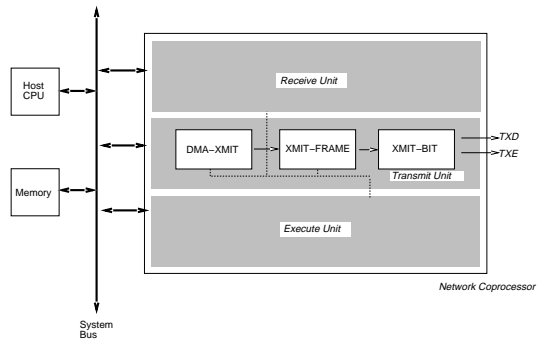 Receive Unit
Host
CPU
DMA–XMIT
XMIT–FRAME
XMIT–BIT
TXD
TXE
Transmit Unit
Memory
Execute Unit
Network Coprocessor
System
Bus